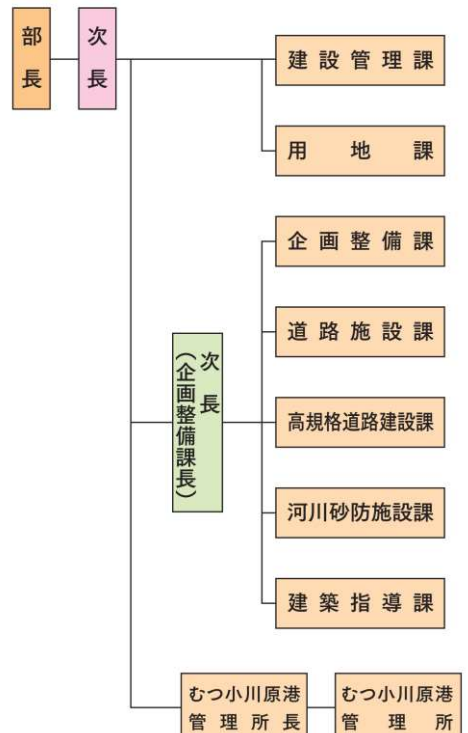 部長
次長
建設管理課
用地課
企画整備課
道路施設課
次長
(企画整備課長)
高規格道路建設課
河川砂防施設課
建築指導課
むつ小川原港
管理所長
むつ小川原港
管理所